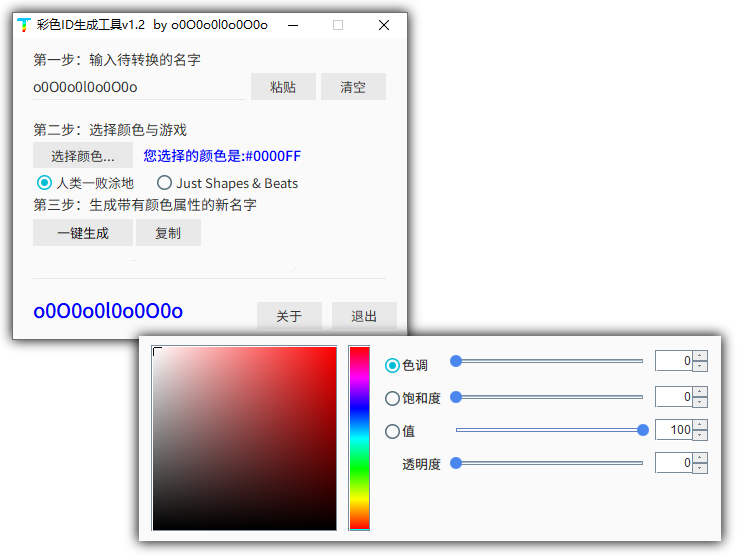 彩色ID生成工具v1.2 by o0O0o0l0o0O0o
第一步：输入待转换的名字
o0O0o0l0o0O0o 粘贴 清空
第二步：选择颜色与游戏
选择颜色... 您选择的颜色是:#0000FF
人类一败涂地 Just Shapes & Beats
第三步：生成带有颜色属性的新名字
一键生成 复制
o0O0o0l0o0O0o 关于 退出
色调 0
饱和度 0
值 100
透明度 0